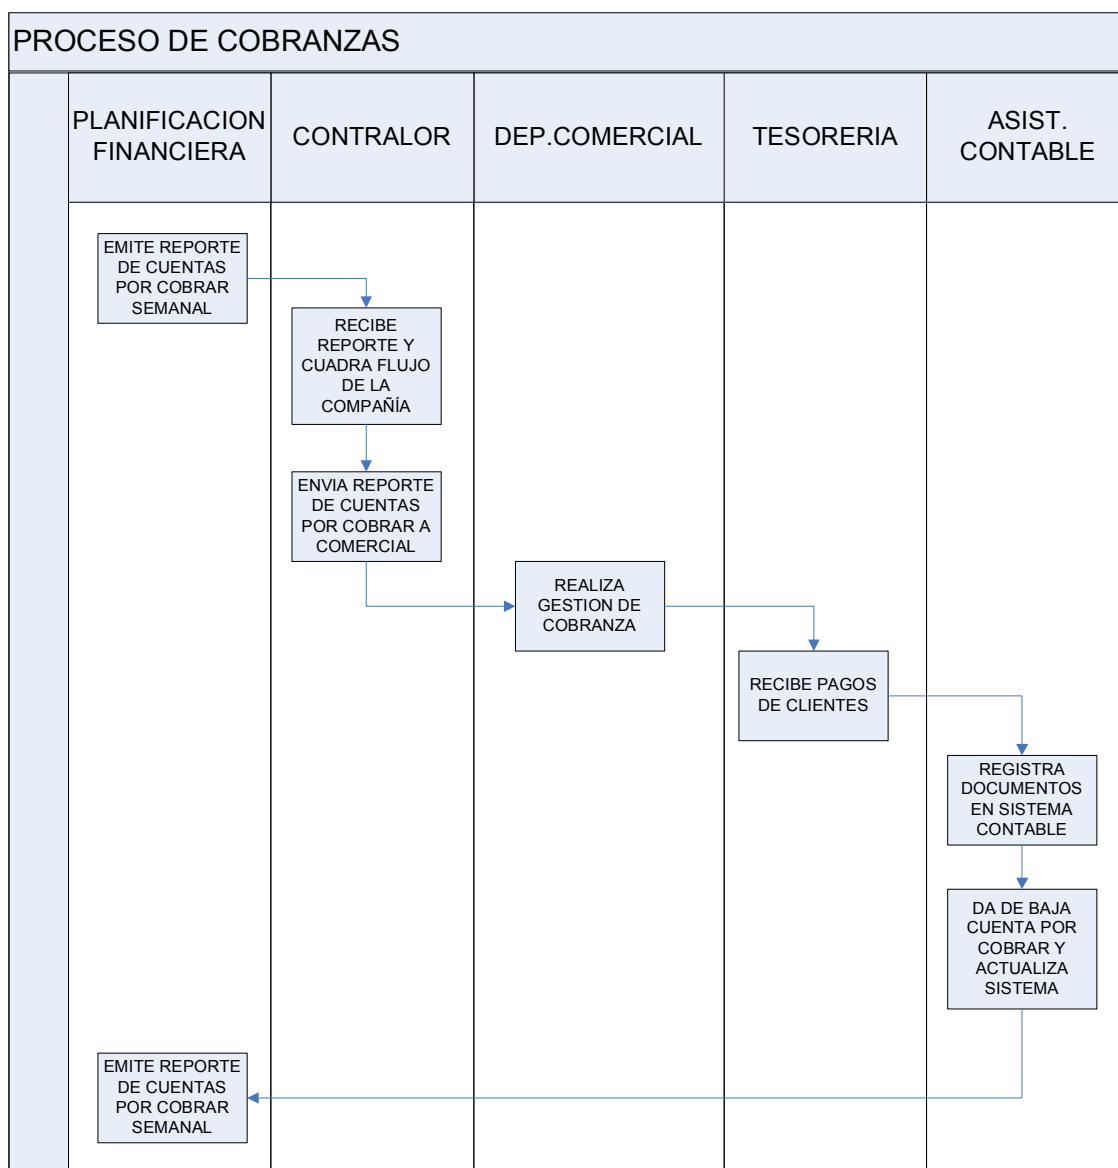 PROCESO DE COBRANZAS
PLANIFICACION
FINANCIERA
CONTRALOR
DEP.COMERCIAL
TESORERIA
ASIST.
CONTABLE
EMITE REPORTE
DE CUENTAS
POR COBRAR
SEMANAL
RECIBE
REPORTE Y
CUADRA FLUJO
DE LA
COMPAÑÍA
ENVIA REPORTE
DE CUENTAS
POR COBRAR A
COMERCIAL
REALIZA
GESTION DE
COBRANZA
RECIBE PAGOS
DE CLIENTES
REGISTRA
DOCUMENTOS
EN SISTEMA
CONTABLE
DA DE BAJA
CUENTA POR
COBRAR Y
ACTUALIZA
SISTEMA
EMITE REPORTE
DE CUENTAS
POR COBRAR
SEMANAL